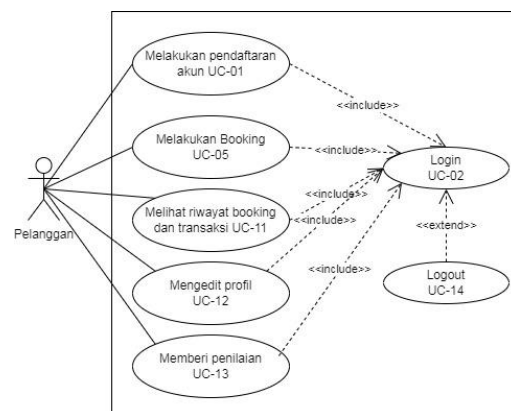 Melakukan pendaftaran
akun UC-01
<<include>>
Melakukan Booking
UC-05
<<include>>
Login
UC-02
Pelanggan
Melihat riwayat booking
dan transaksi UC-11
<<include>>
<<include>>
<<extend>>
Mengedit profil
UC-12
<<include>>
Logout
UC-14
Memberi penilaian
UC-13